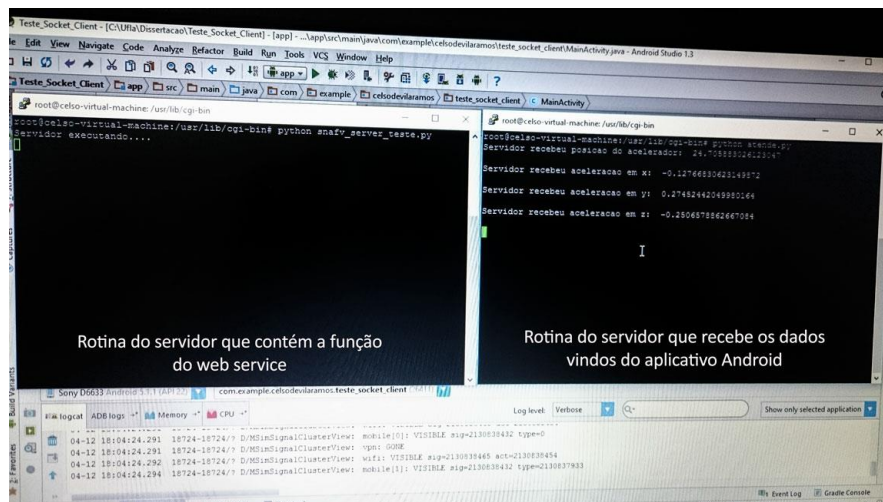 Teste_Socket_Client - [C:\Ufla\Dissertacao\Teste_Socket_Client] - [app] - ...\app\src\main\java\com\example\celsodevilaramos\teste_socket_client\MainActivity.java - Android Studio 1.3
Edit View Navigate Code Analyze Refactor Build Run Tools VCS Window Help
app
Teste_Socket_Client app src main java com example celsodevilaramos teste_socket_client MainActivity
root@celso-virtual-machine: /usr/lib/cgi-bin
root@celso-virtual-machine:/usr/lib/cgi-bin# python snafv_server_teste.py
Servidor executando....
root@celso-virtual-machine: /usr/lib/cgi-bin
root@celso-virtual-machine:/usr/lib/cgi-bin# python atende.py
Servidor recebeu posicao do acelerador:
Servidor recebeu aceleracao em x:
Servidor recebeu aceleracao em y: 0.27452442049980164
Servidor recebeu aceleracao em z: -0.2506578862667084
Rotina do servidor que contém a função
do web service
Rotina do servidor que recebe os dados
vindos do aplicativo Android
Captures
Build Variants
Favorites
Sony D6633 Android 5.1.1 (API 22) com.example.celsodevilaramos.teste_socket_client
logcat ADB logs Memory CPU Log level: Verbose Show only selected application
04-12 18:04:24.291 18724-18724/? D/MSimSignalClusterView: mobile[0]: VISIBLE sig=2130838432 type=0
04-12 18:04:24.291 18724-18724/? D/MSimSignalClusterView: vpn: GONE
04-12 18:04:24.292 18724-18724/? D/MSimSignalClusterView: wifi: VISIBLE sig=2130838465 act=2130838454
04-12 18:04:24.294 18724-18724/? D/MSimSignalClusterView: mobile[1]: VISIBLE sig=2130838432 type=2130837933
Event Log Gradle Console